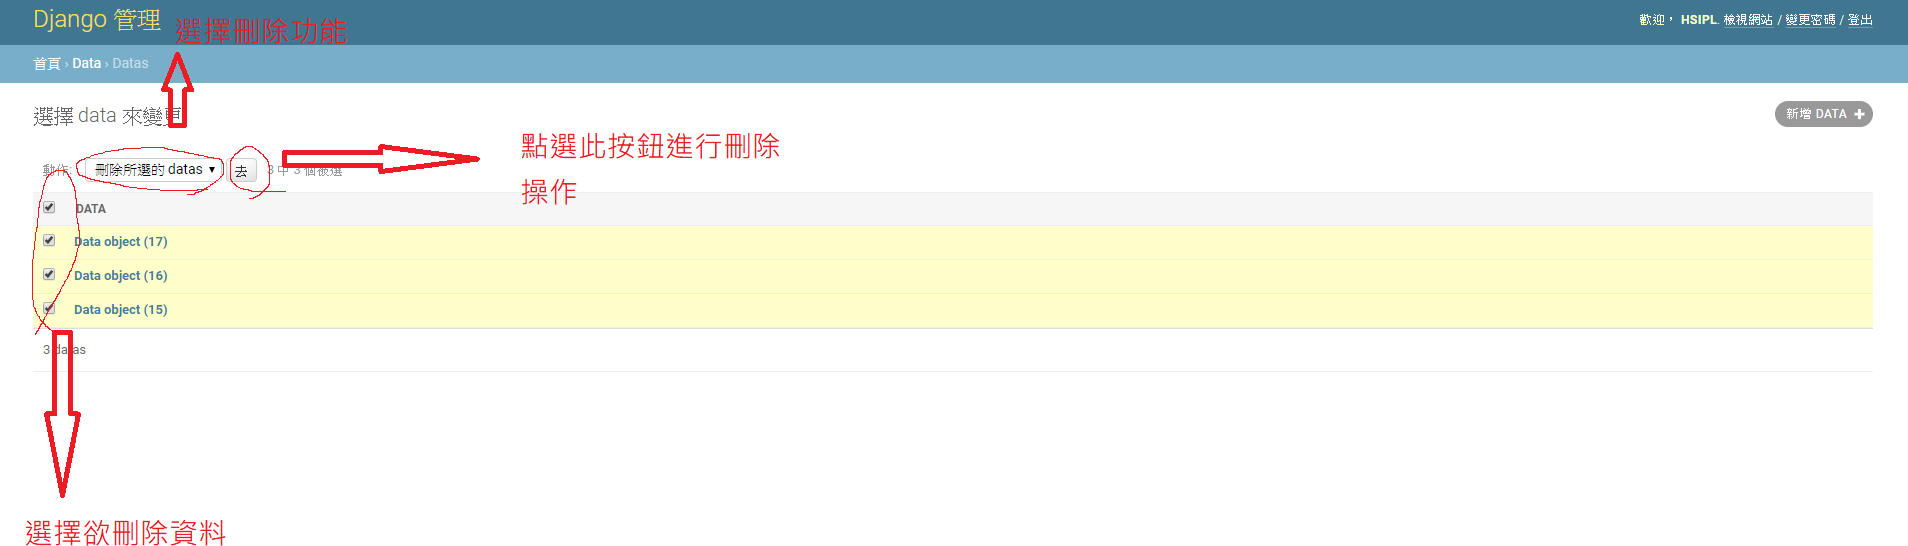 Django 管理
選擇刪除功能
歡迎， HSIPL. 檢視網站 / 變更密碼 / 登出
首頁 › Data › Datas
選擇 data 來變更
新增 DATA +
點選此按鈕進行刪除
操作
動作: 刪除所選的 datas ▾ 去 3 中 3 個被選
DATA
Data object (17)
Data object (16)
Data object (15)
3 datas
選擇欲刪除資料